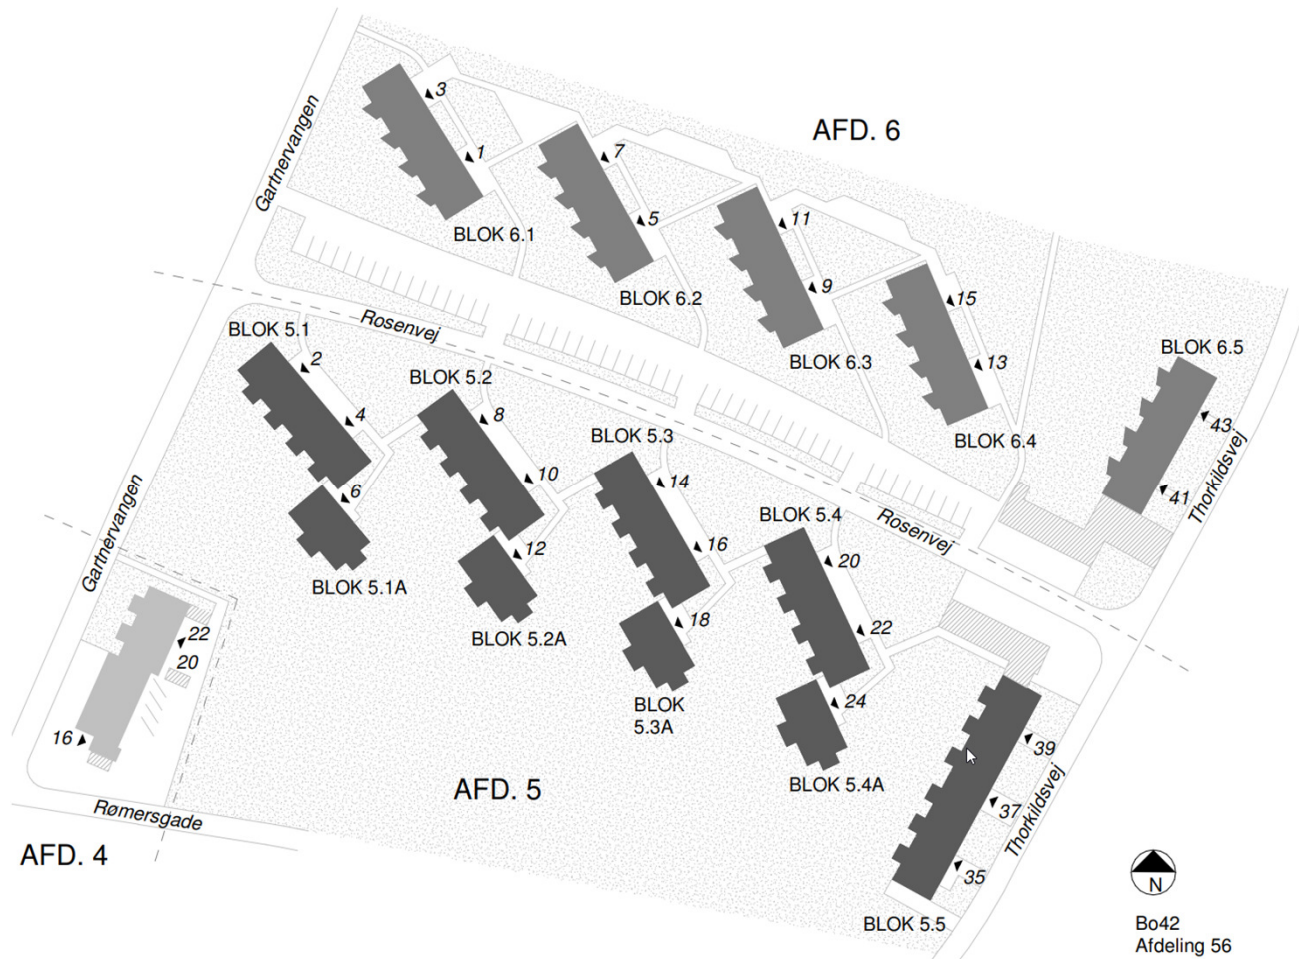 AFD. 6
Gartnervangen
3
1
BLOK 6.1
7
5
BLOK 6.2
11
9
BLOK 6.3
15
13
BLOK 6.4
BLOK 6.5
43
41
Thorkildsvej
Rosenvej
BLOK 5.1
2
4
6
BLOK 5.1A
BLOK 5.2
8
10
12
BLOK 5.2A
BLOK 5.3
14
16
18
BLOK
5.3A
BLOK 5.4
20
22
24
BLOK 5.4A
Rosenvej
Gartnervangen
22
20
16
Rømersgade
AFD. 4
AFD. 5
39
37
35
Thorkildsvej
BLOK 5.5
N
Bo42
Afdeling 56